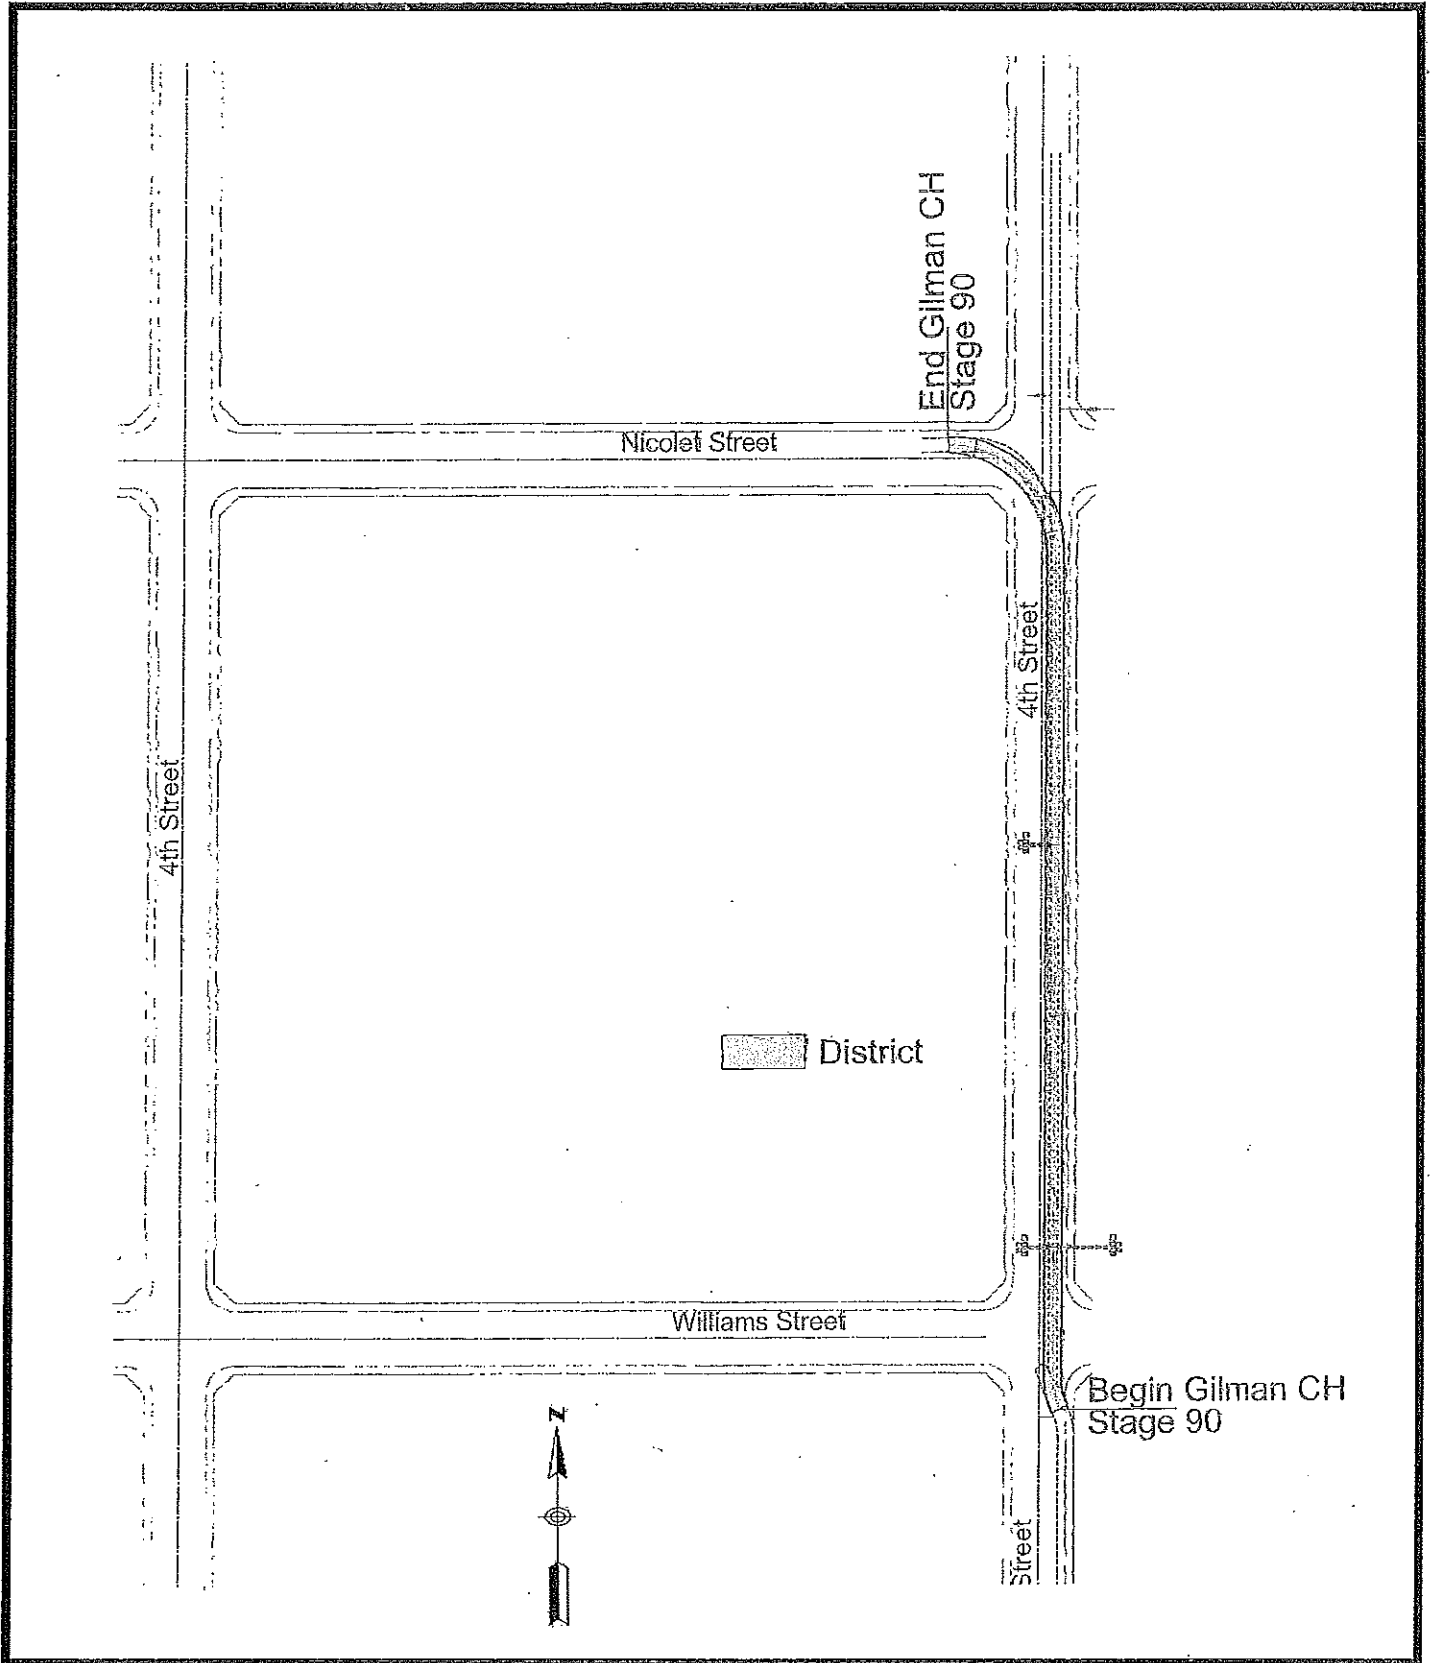 End Gilman CH
Stage 90
Nicolet Street
4th Street
4th Street
District
Williams Street
Begin Gilman CH
Stage 90
N
Street